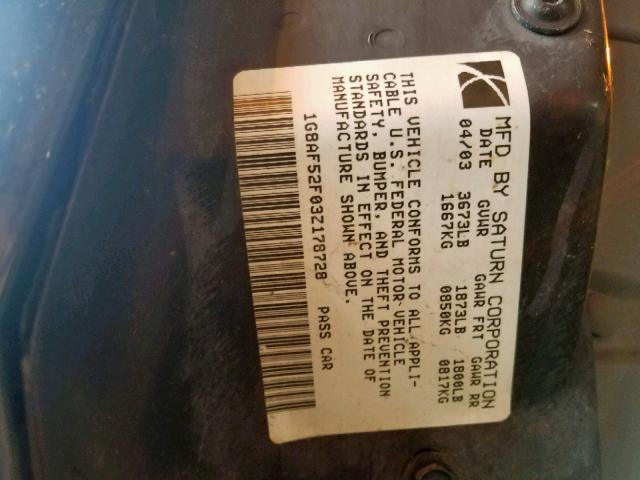 MFD BY SATURN CORPORATION
DATE GVWR GAWR FRT GAWR RR
04/03 3673LB 1873LB 1800LB
1667KG 0850KG 0817KG
THIS VEHICLE CONFORMS TO ALL APPLI-
CABLE U.S. FEDERAL MOTOR VEHICLE
SAFETY, BUMPER, AND THEFT PREVENTION
STANDARDS IN EFFECT ON THE DATE OF
MANUFACTURE SHOWN ABOVE.
1G8AF52F03Z178728 PASS CAR